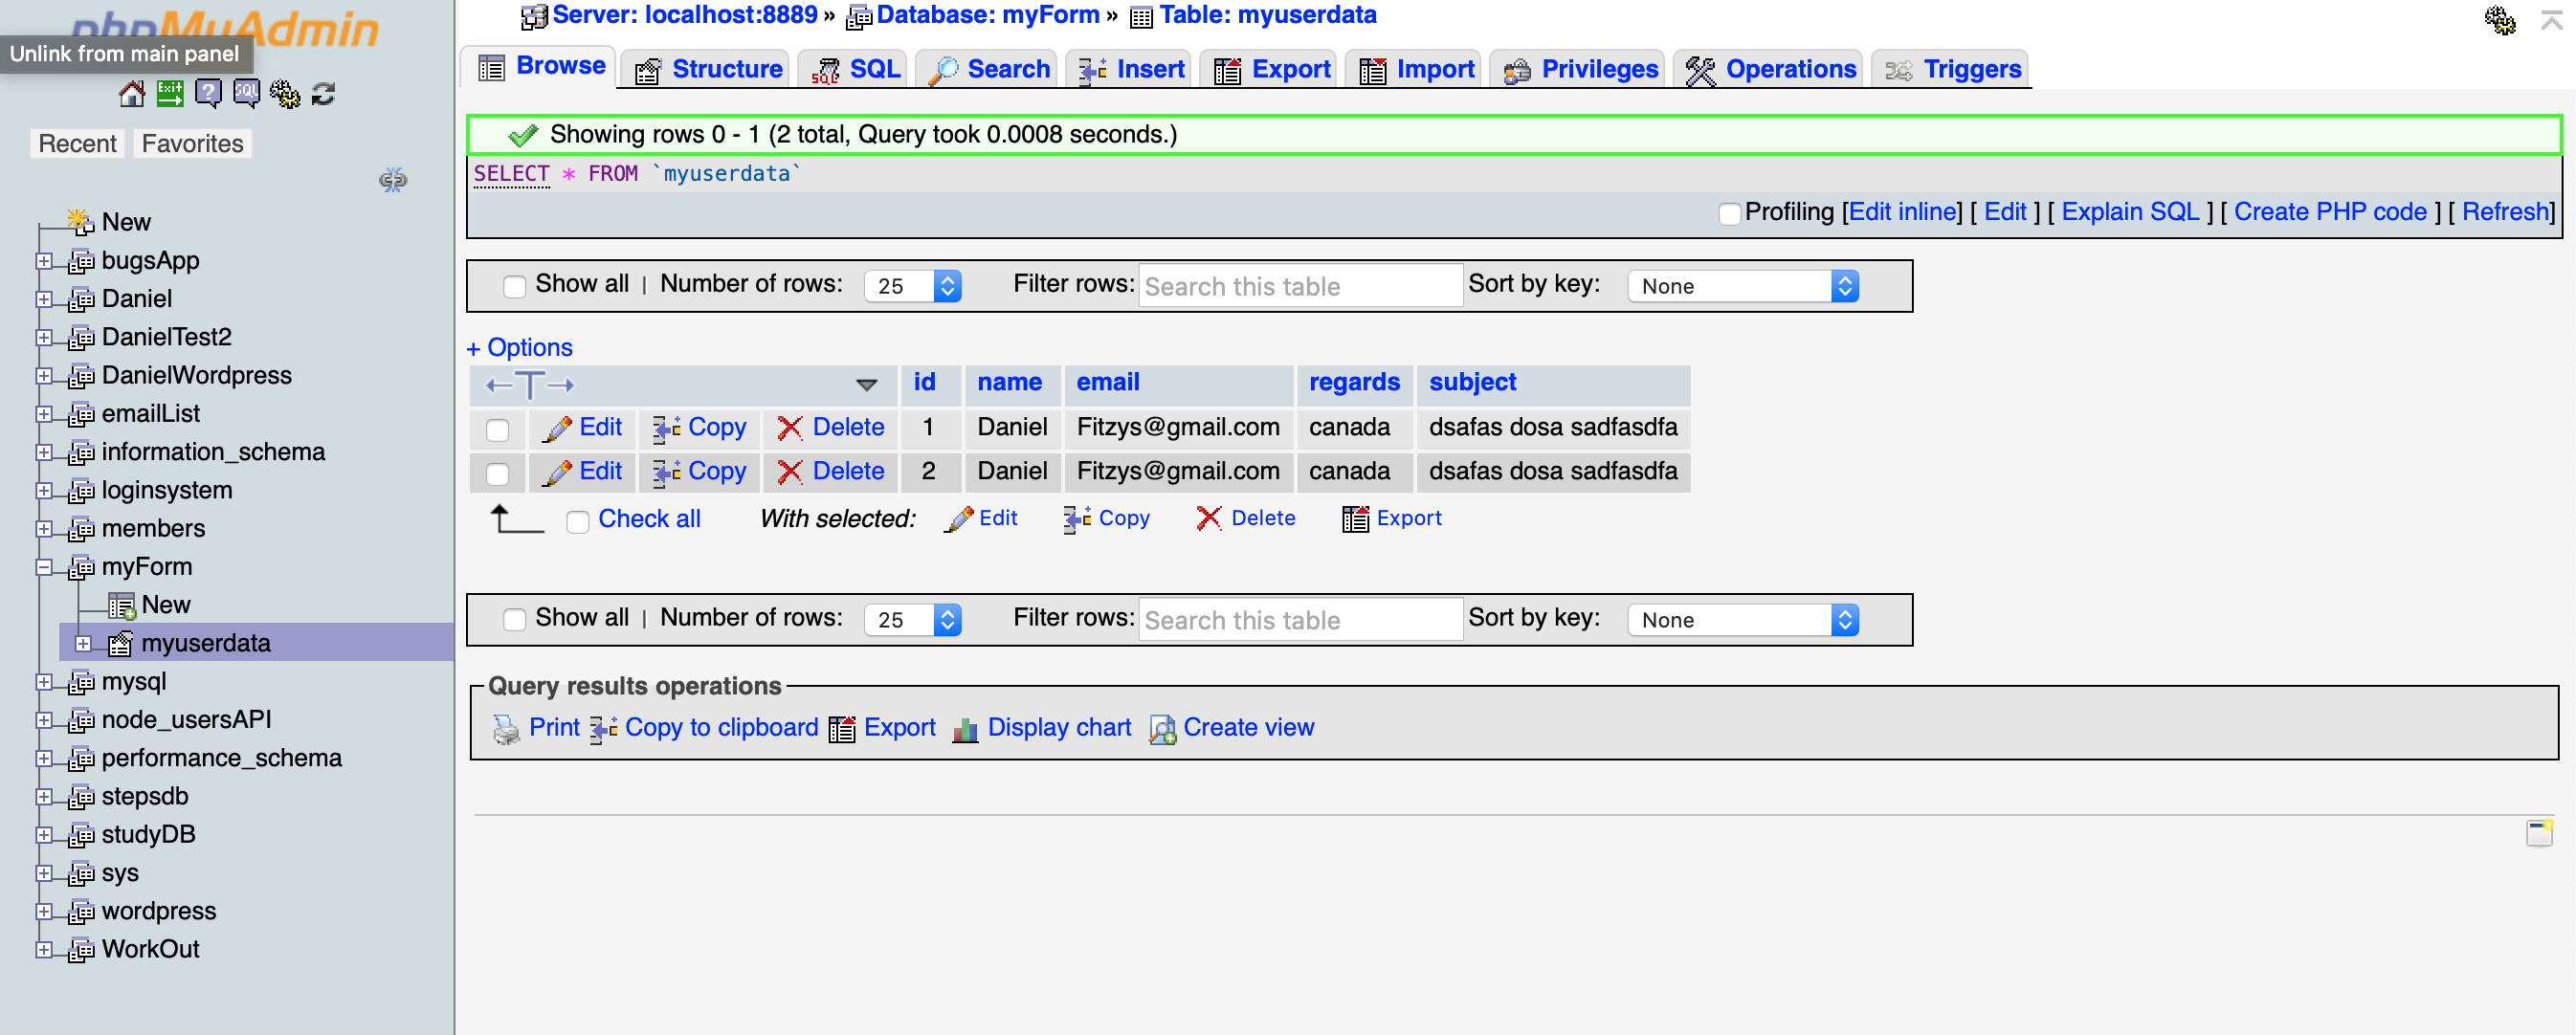 phpMyAdmin
Unlink from main panel
Recent Favorites
New
bugsApp
Daniel
DanielTest2
DanielWordpress
emailList
information_schema
loginsystem
members
myForm
New
myuserdata
mysql
node_usersAPI
performance_schema
stepsdb
studyDB
sys
wordpress
WorkOut
Server: localhost:8889 » Database: myForm » Table: myuserdata
Browse Structure SQL Search Insert Export Import Privileges Operations Triggers
Showing rows 0 - 1 (2 total, Query took 0.0008 seconds.)
SELECT * FROM `myuserdata`
Profiling [Edit inline] [ Edit ] [ Explain SQL ] [ Create PHP code ] [ Refresh]
Show all | Number of rows: 25 Filter rows: Search this table Sort by key: None
+ Options
←T→ id name email regards subject
Edit Copy Delete 1 Daniel Fitzys@gmail.com canada dsafas dosa sadfasdfa
Edit Copy Delete 2 Daniel Fitzys@gmail.com canada dsafas dosa sadfasdfa
Check all With selected: Edit Copy Delete Export
Show all | Number of rows: 25 Filter rows: Search this table Sort by key: None
Query results operations
Print Copy to clipboard Export Display chart Create view